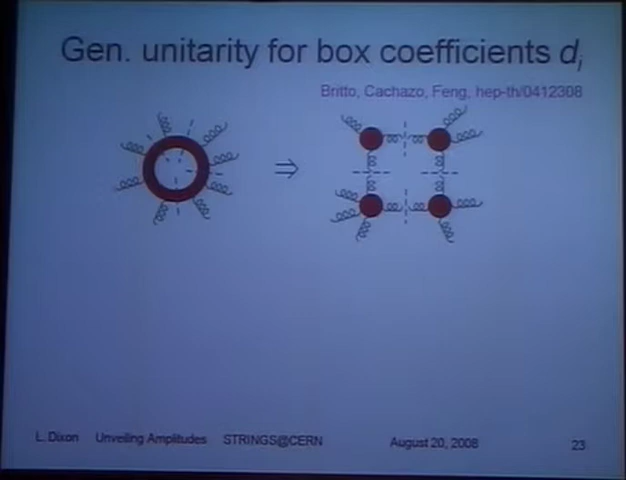 Gen. unitarity for box coefficients dᵢ
Britto, Cachazo, Feng, hep-th/0412308
⇒
L. Dixon Unveiling Amplitudes STRINGS@CERN August 20, 2008 23